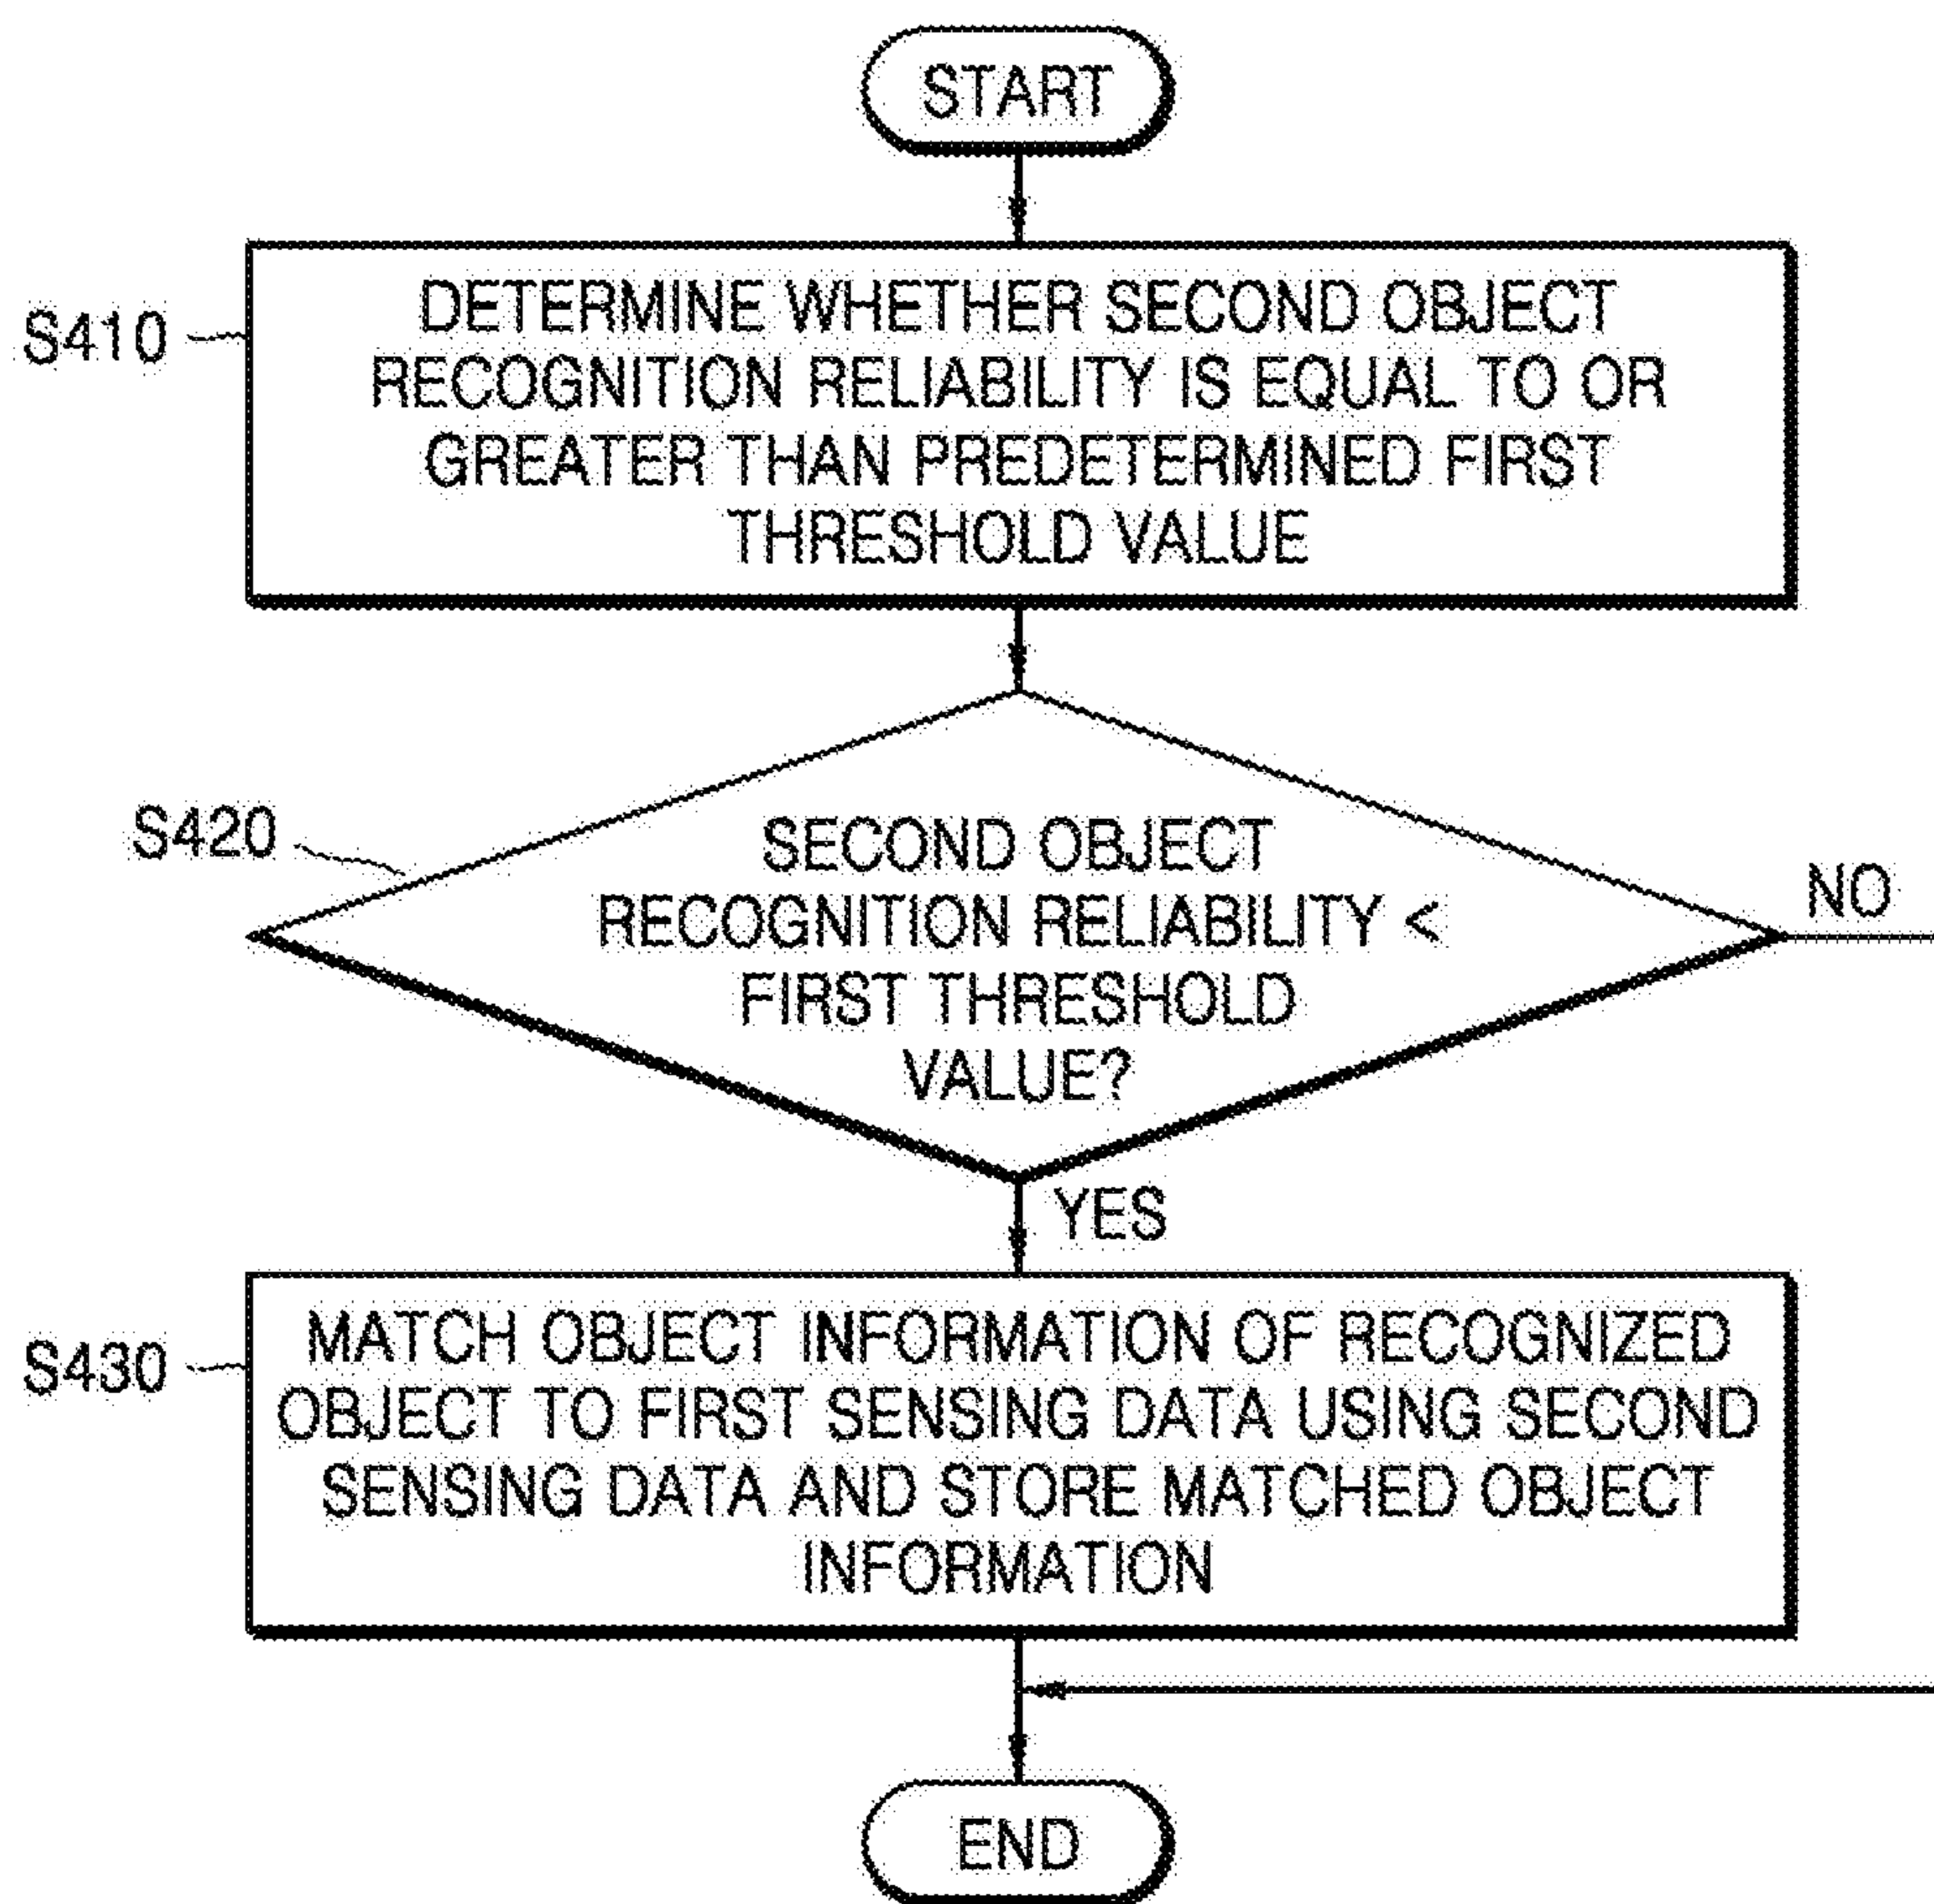 START
S410
DETERMINE WHETHER SECOND OBJECT
RECOGNITION RELIABILITY IS EQUAL TO OR
GREATER THAN PREDETERMINED FIRST
THRESHOLD VALUE
S420
SECOND OBJECT
RECOGNITION RELIABILITY <
FIRST THRESHOLD
VALUE?
NO
YES
S430
MATCH OBJECT INFORMATION OF RECOGNIZED
OBJECT TO FIRST SENSING DATA USING SECOND
SENSING DATA AND STORE MATCHED OBJECT
INFORMATION
END